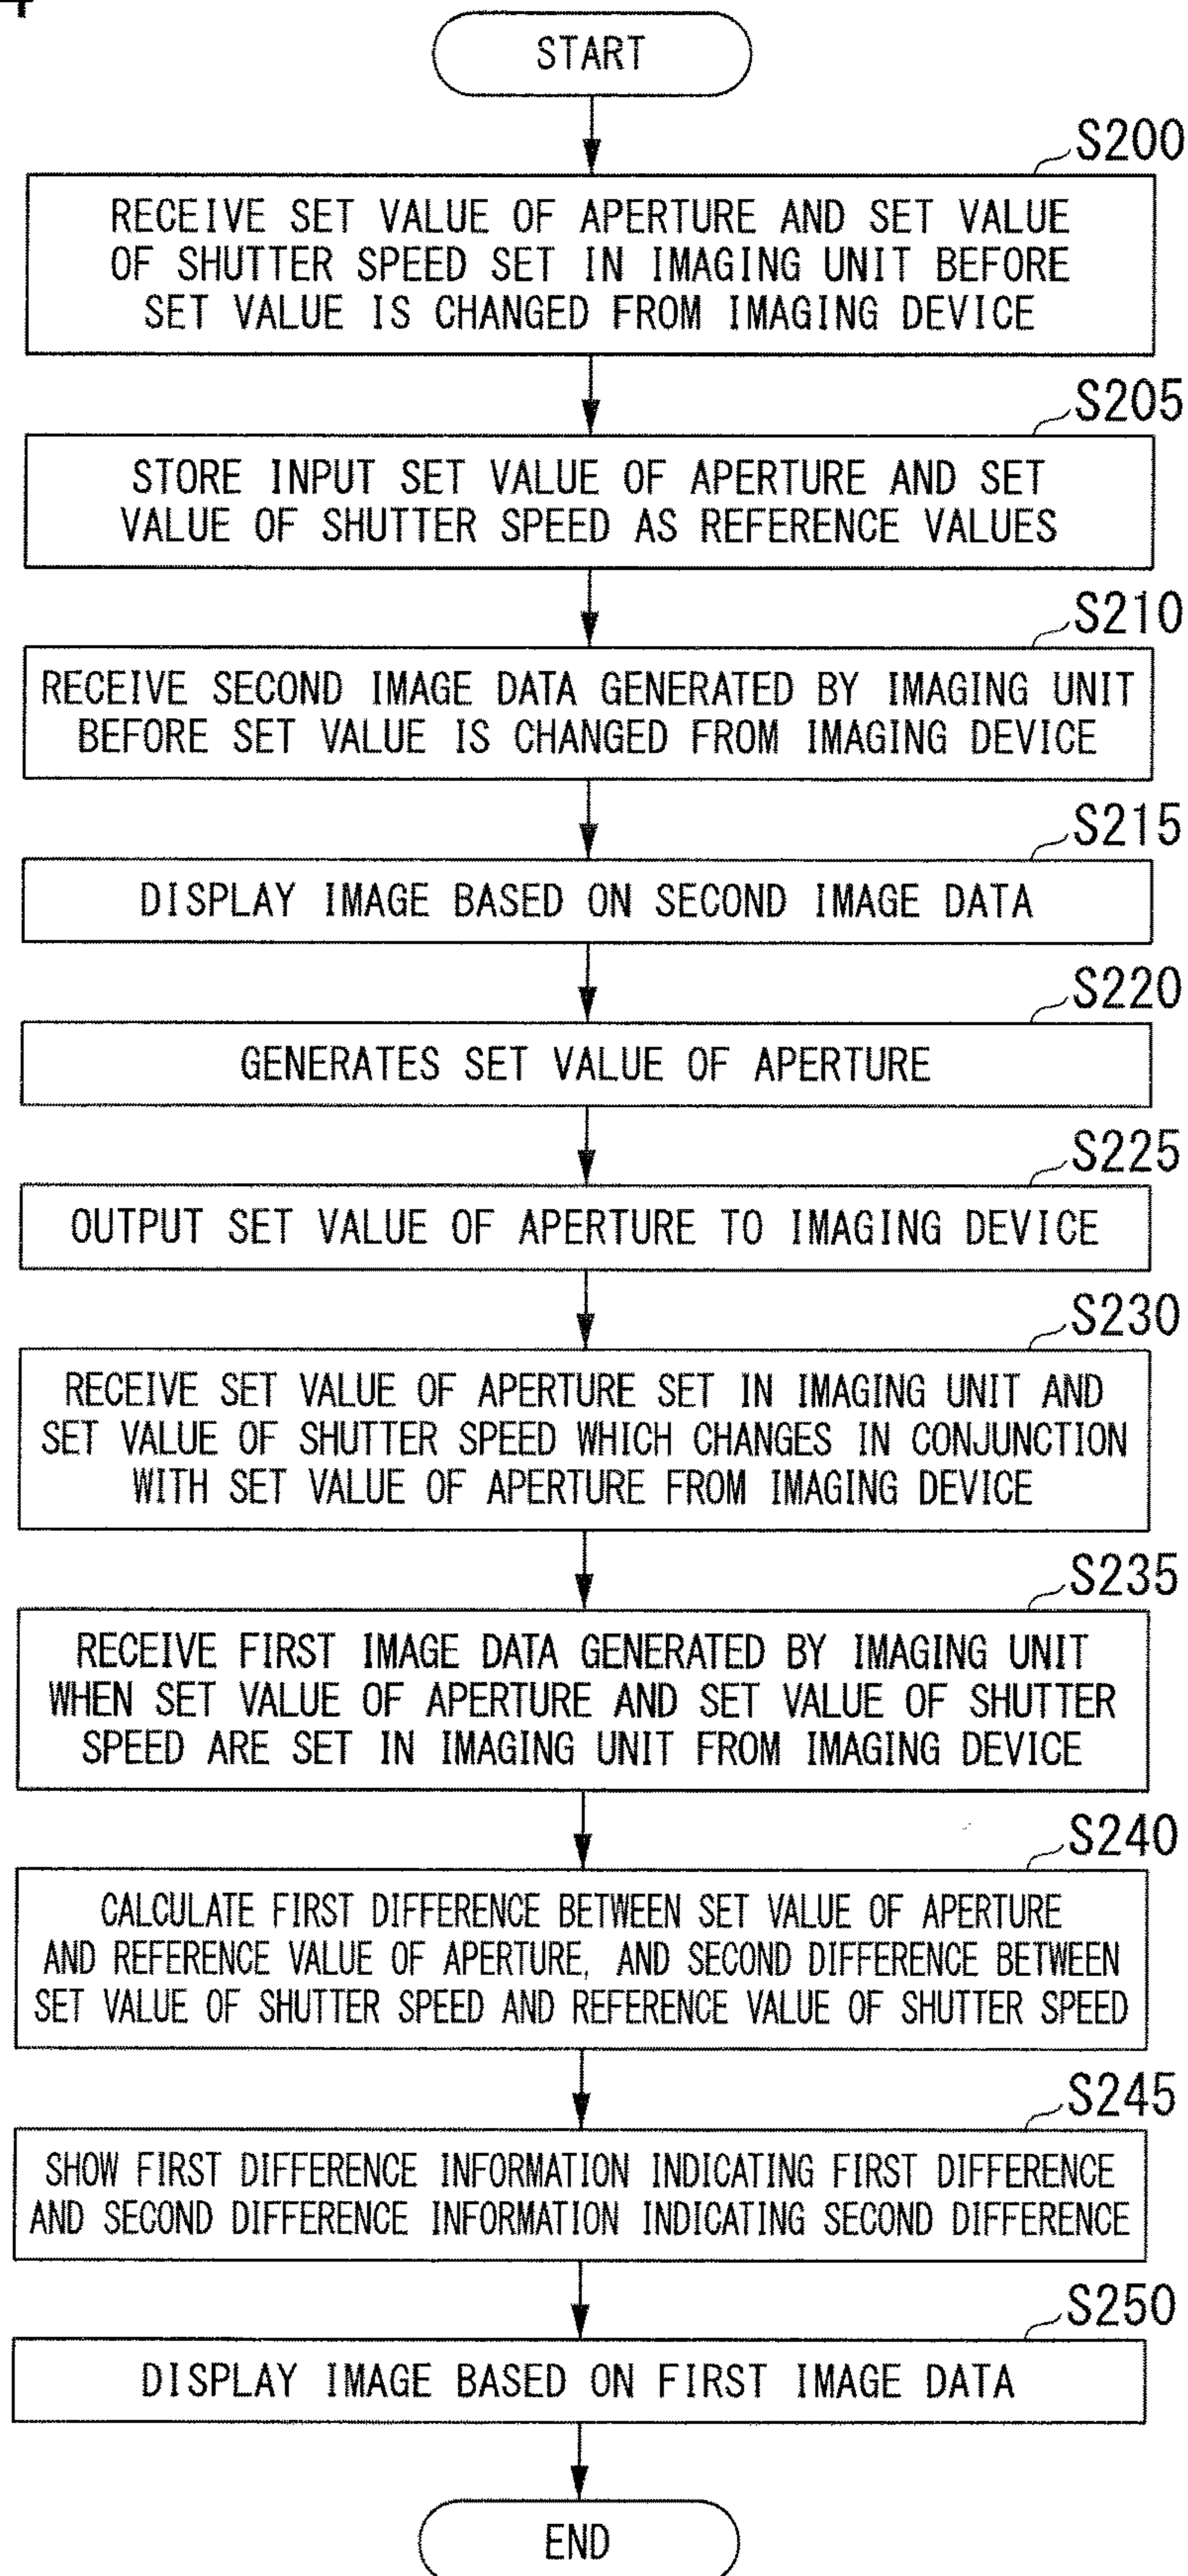 START
S200
RECEIVE SET VALUE OF APERTURE AND SET VALUE
OF SHUTTER SPEED SET IN IMAGING UNIT BEFORE
SET VALUE IS CHANGED FROM IMAGING DEVICE
S205
STORE INPUT SET VALUE OF APERTURE AND SET
VALUE OF SHUTTER SPEED AS REFERENCE VALUES
S210
RECEIVE SECOND IMAGE DATA GENERATED BY IMAGING UNIT
BEFORE SET VALUE IS CHANGED FROM IMAGING DEVICE
S215
DISPLAY IMAGE BASED ON SECOND IMAGE DATA
S220
GENERATES SET VALUE OF APERTURE
S225
OUTPUT SET VALUE OF APERTURE TO IMAGING DEVICE
S230
RECEIVE SET VALUE OF APERTURE SET IN IMAGING UNIT AND
SET VALUE OF SHUTTER SPEED WHICH CHANGES IN CONJUNCTION
WITH SET VALUE OF APERTURE FROM IMAGING DEVICE
S235
RECEIVE FIRST IMAGE DATA GENERATED BY IMAGING UNIT
WHEN SET VALUE OF APERTURE AND SET VALUE OF SHUTTER
SPEED ARE SET IN IMAGING UNIT FROM IMAGING DEVICE
S240
CALCULATE FIRST DIFFERENCE BETWEEN SET VALUE OF APERTURE
AND REFERENCE VALUE OF APERTURE, AND SECOND DIFFERENCE BETWEEN
SET VALUE OF SHUTTER SPEED AND REFERENCE VALUE OF SHUTTER SPEED
S245
SHOW FIRST DIFFERENCE INFORMATION INDICATING FIRST DIFFERENCE
AND SECOND DIFFERENCE INFORMATION INDICATING SECOND DIFFERENCE
S250
DISPLAY IMAGE BASED ON FIRST IMAGE DATA
END